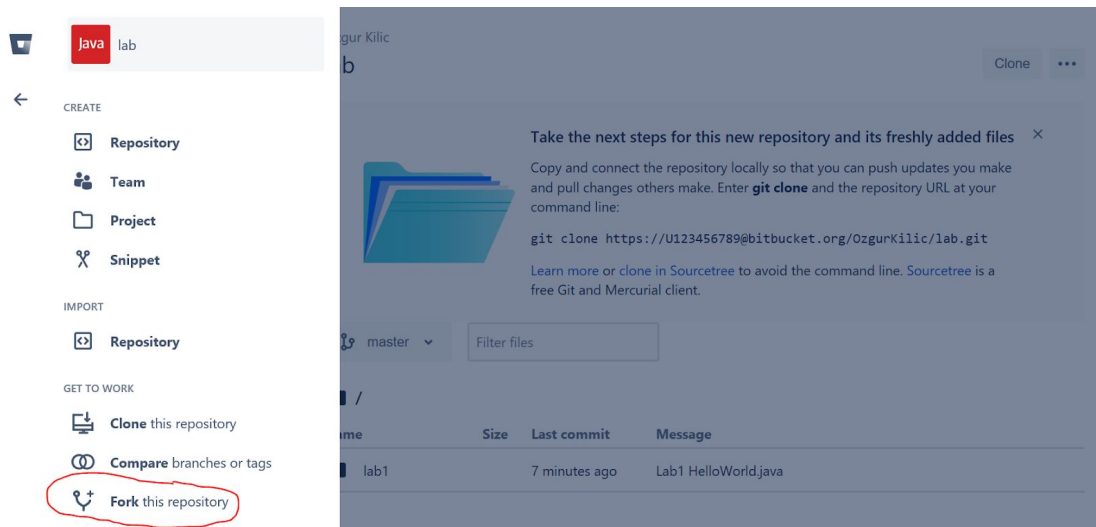 Java lab
CREATE
Repository
Team
Project
Snippet
IMPORT
Repository
GET TO WORK
Clone this repository
Compare branches or tags
Fork this repository
gur Kilic
b
Clone
Take the next steps for this new repository and its freshly added files
Copy and connect the repository locally so that you can push updates you make
and pull changes others make. Enter git clone and the repository URL at your
command line:
git clone https://U123456789@bitbucket.org/OzgurKilic/lab.git
Learn more or clone in Sourcetree to avoid the command line. Sourcetree is a
free Git and Mercurial client.
master
Filter files
/
me Size Last commit Message
lab1 7 minutes ago Lab1 HelloWorld.java